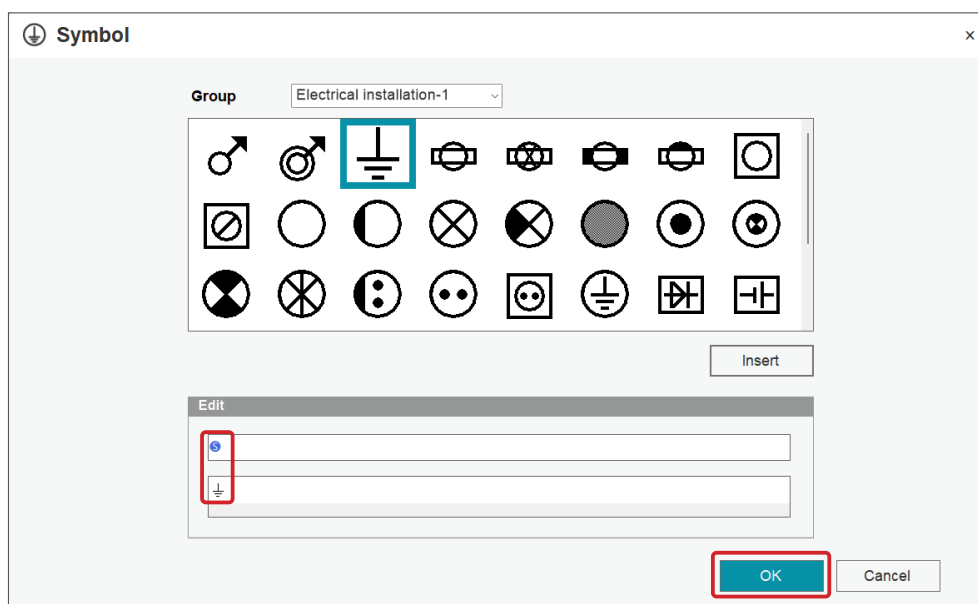 Symbol
×
Group
Electrical installation-1
Insert
Edit
S
OK
Cancel